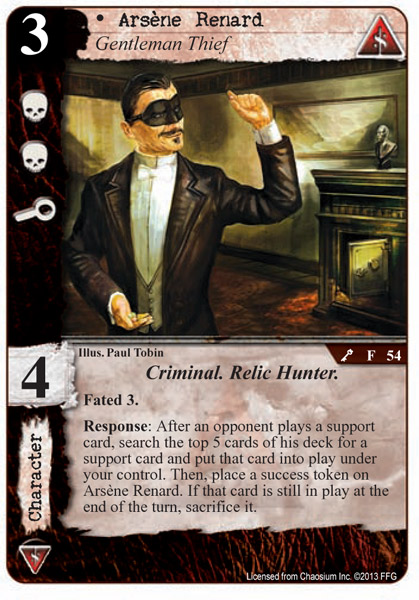 3
• Arsène Renard
Gentleman Thief
Illus. Paul Tobin
F 54
4
Criminal. Relic Hunter.
Fated 3.
Response: After an opponent plays a support
card, search the top 5 cards of his deck for a
support card and put that card into play under
your control. Then, place a success token on
Arsène Renard. If that card is still in play at the
end of the turn, sacrifice it.
Character
Licensed from Chaosium Inc. ©2013 FFG